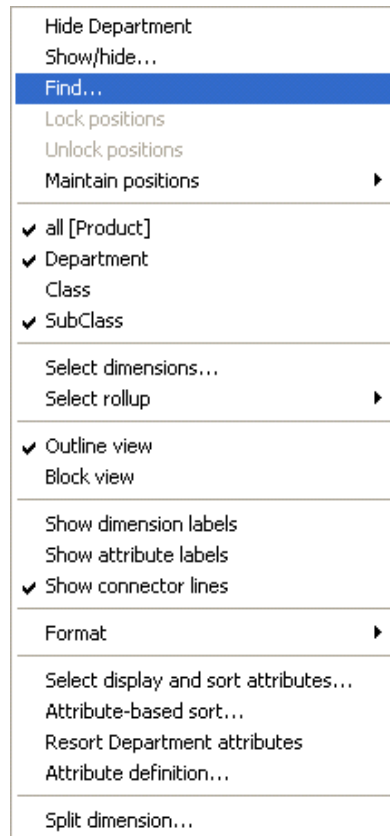 Hide Department
Show/hide...
Find...
Lock positions
Unlock positions
Maintain positions
all [Product]
Department
Class
SubClass
Select dimensions...
Select rollup
Outline view
Block view
Show dimension labels
Show attribute labels
Show connector lines
Format
Select display and sort attributes...
Attribute-based sort...
Resort Department attributes
Attribute definition...
Split dimension...